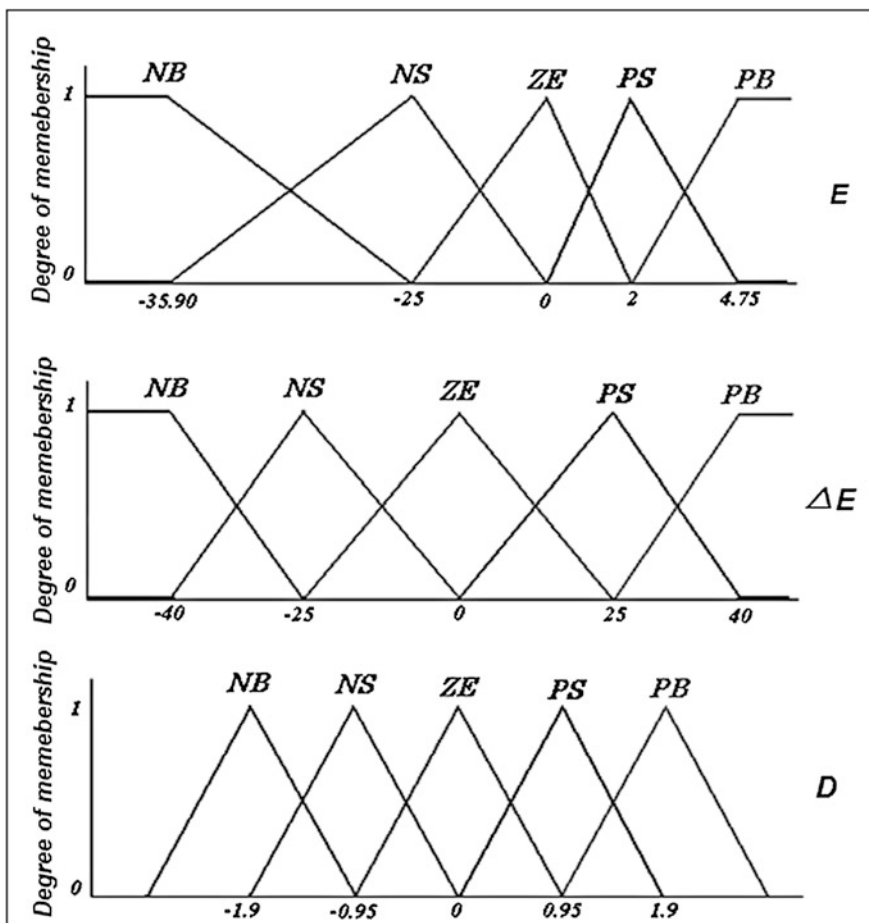 NB NS ZE PS PB
1
Degree of memebership
E
0
-35.90 -25 0 2 4.75
NB NS ZE PS PB
1
Degree of memebership
△E
0
-40 -25 0 25 40
NB NS ZE PS PB
1
Degree of memebership
D
0
-1.9 -0.95 0 0.95 1.9